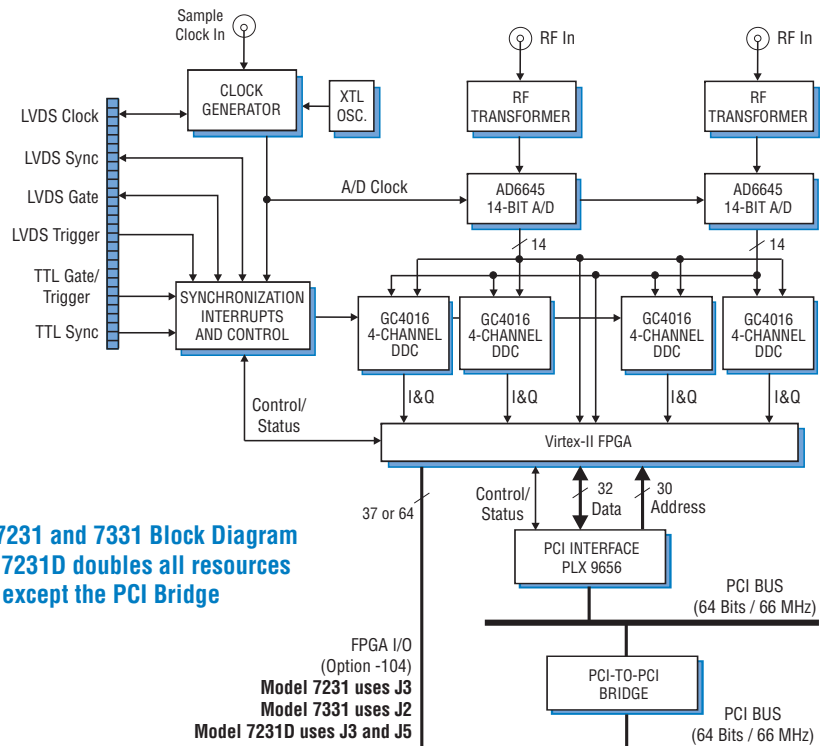 Sample
Clock In
RF In
RF In
CLOCK
GENERATOR
XTL
OSC.
RF
TRANSFORMER
RF
TRANSFORMER
LVDS Clock
LVDS Sync
LVDS Gate
LVDS Trigger
TTL Gate/
Trigger
TTL Sync
A/D Clock
AD6645
14-BIT A/D
AD6645
14-BIT A/D
14
14
SYNCHRONIZATION
INTERRUPTS
AND CONTROL
GC4016
4-CHANNEL
DDC
GC4016
4-CHANNEL
DDC
GC4016
4-CHANNEL
DDC
GC4016
4-CHANNEL
DDC
I&Q
I&Q
I&Q
I&Q
Control/
Status
Virtex-II FPGA
37 or 64
Control/
Status
32
Data
30
Address
7231 and 7331 Block Diagram
7231D doubles all resources
except the PCI Bridge
PCI INTERFACE
PLX 9656
PCI BUS
(64 Bits / 66 MHz)
FPGA I/O
(Option -104)
Model 7231 uses J3
Model 7331 uses J2
Model 7231D uses J3 and J5
PCI-TO-PCI
BRIDGE
PCI BUS
(64 Bits / 66 MHz)